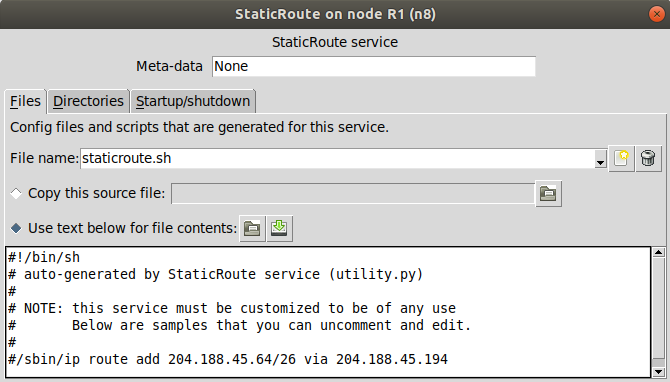 StaticRoute on node R1 (n8)
StaticRoute service
Meta-data None
Files Directories Startup/shutdown
Config files and scripts that are generated for this service.
File name: staticroute.sh
Copy this source file:
Use text below for file contents:
#!/bin/sh
# auto-generated by StaticRoute service (utility.py)
#
# NOTE: this service must be customized to be of any use
#       Below are samples that you can uncomment and edit.
#
#/sbin/ip route add 204.188.45.64/26 via 204.188.45.194